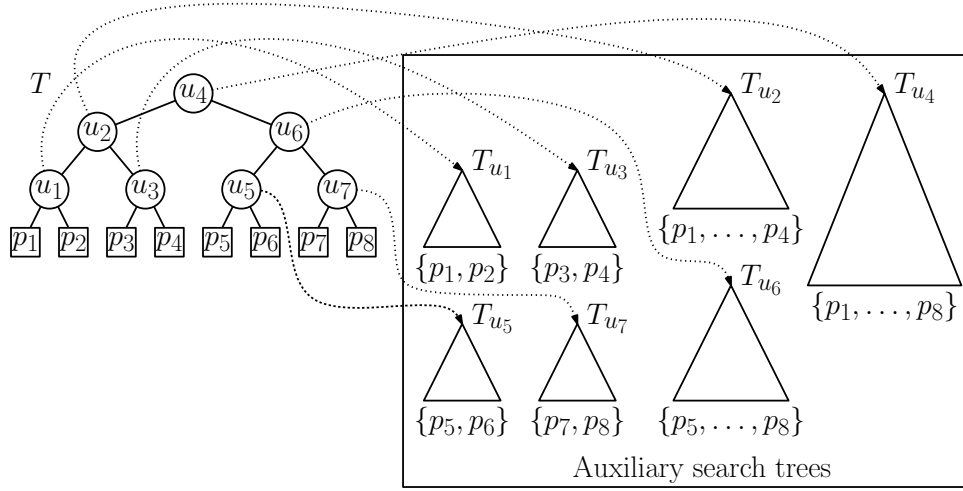 T
u₄
u₂ u₆
u₁ u₃ u₅ u₇
p₁ p₂ p₃ p₄ p₅ p₆ p₇ p₈
T_{u₂} T_{u₄}
T_{u₁} T_{u₃}
{p₁, . . . , p₄}
{p₁, p₂} {p₃, p₄}
T_{u₆}
{p₁, . . . , p₈}
T_{u₅} T_{u₇}
{p₅, p₆} {p₇, p₈} {p₅, . . . , p₈}
Auxiliary search trees